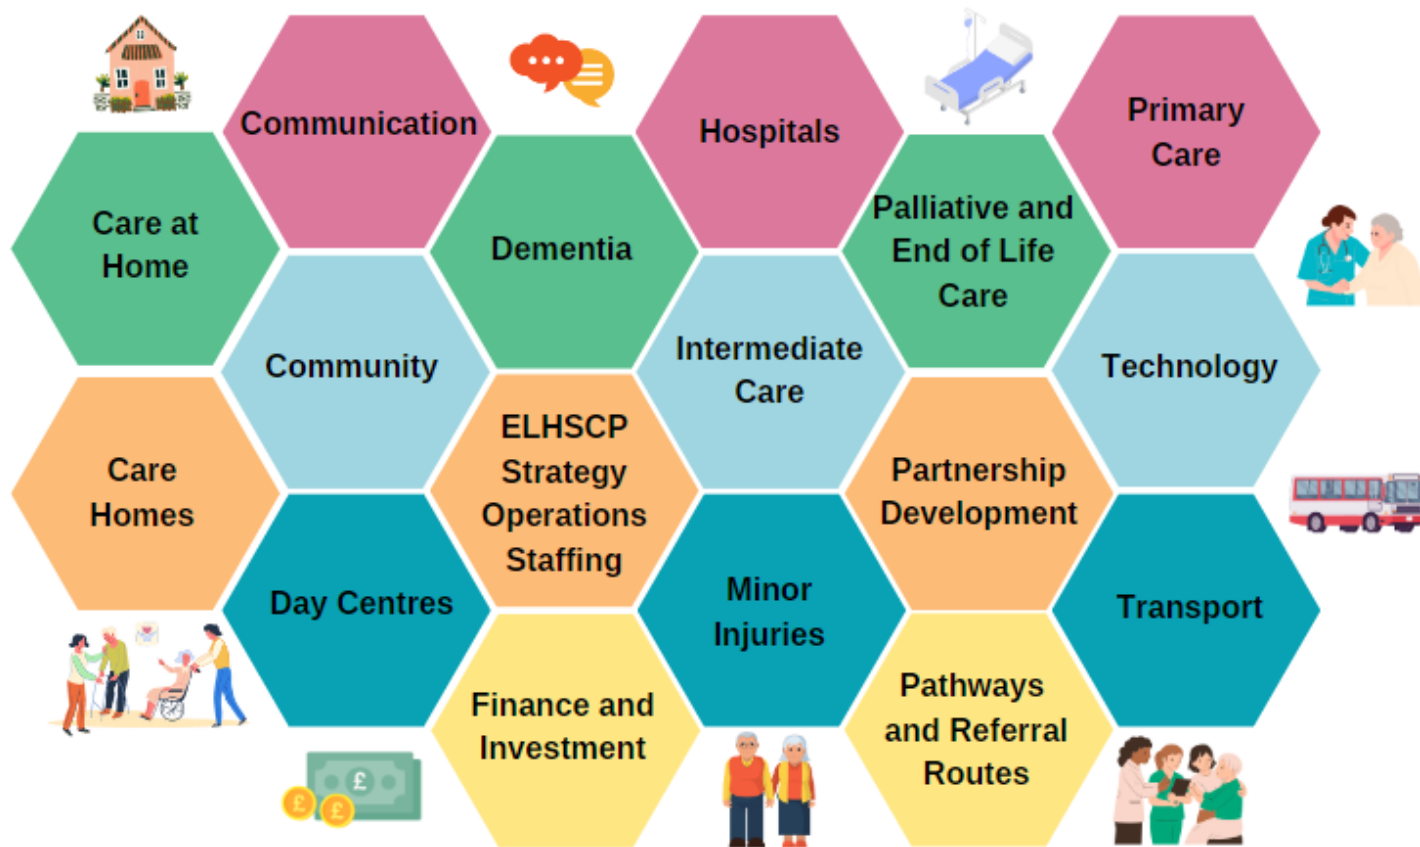 Communication
Hospitals
Primary
Care
Care at
Home
Dementia
Palliative and
End of Life
Care
Community
Intermediate
Care
Technology
Care
Homes
ELHSCP
Strategy
Operations
Staffing
Partnership
Development
Day Centres
Minor
Injuries
Transport
Finance and
Investment
Pathways
and Referral
Routes
£
£
£